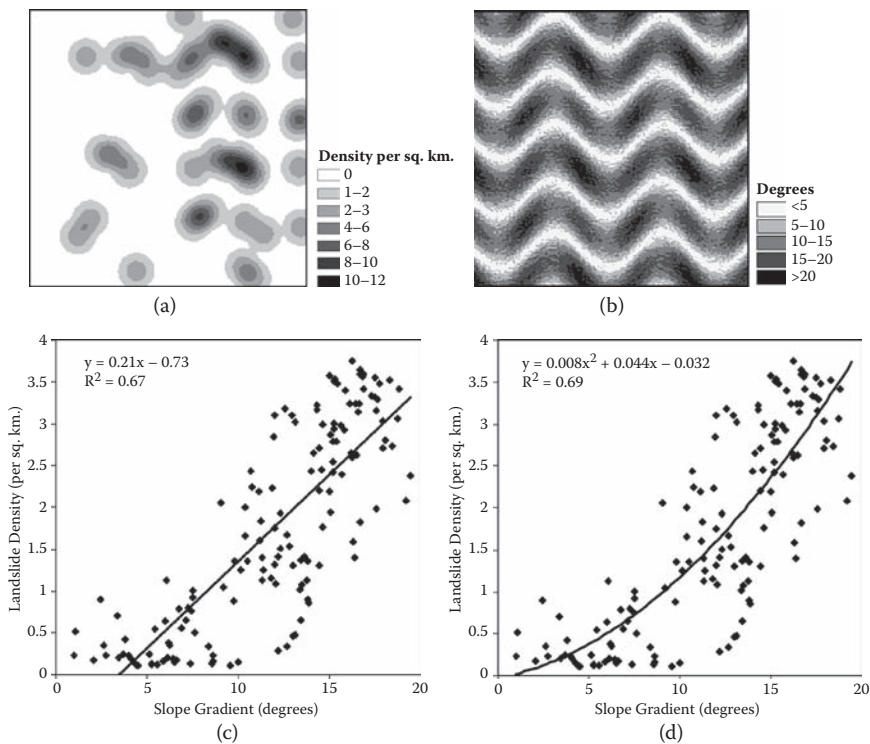 Density per sq. km.
0
1–2
2–3
4–6
6–8
8–10
10–12
(a)
Degrees
<5
5–10
10–15
15–20
>20
(b)
y = 0.21x – 0.73
R² = 0.67
Landslide Density (per sq. km.)
4
3.5
3
2.5
2
1.5
1
0.5
0
0 5 10 15 20
Slope Gradient (degrees)
(c)
y = 0.008x² + 0.044x – 0.032
R² = 0.69
Landslide Density (per sq. km.)
4
3.5
3
2.5
2
1.5
1
0.5
0
0 5 10 15 20
Slope Gradient (degrees)
(d)